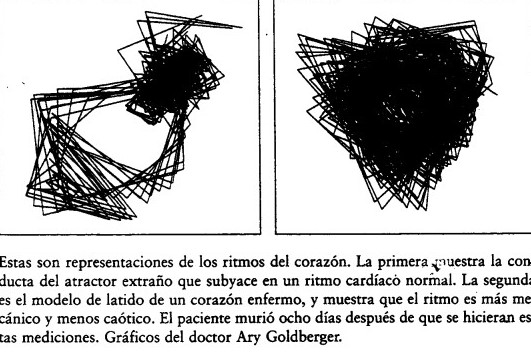 Estas son representaciones de los ritmos del corazón. La primera muestra la con-
ducta del atractor extraño que subyace en un ritmo cardíaco normal. La segunda
es el modelo de latido de un corazón enfermo, y muestra que el ritmo es más me-
cánico y menos caótico. El paciente murió ocho días después de que se hicieran es-
tas mediciones. Gráficos del doctor Ary Goldberger.